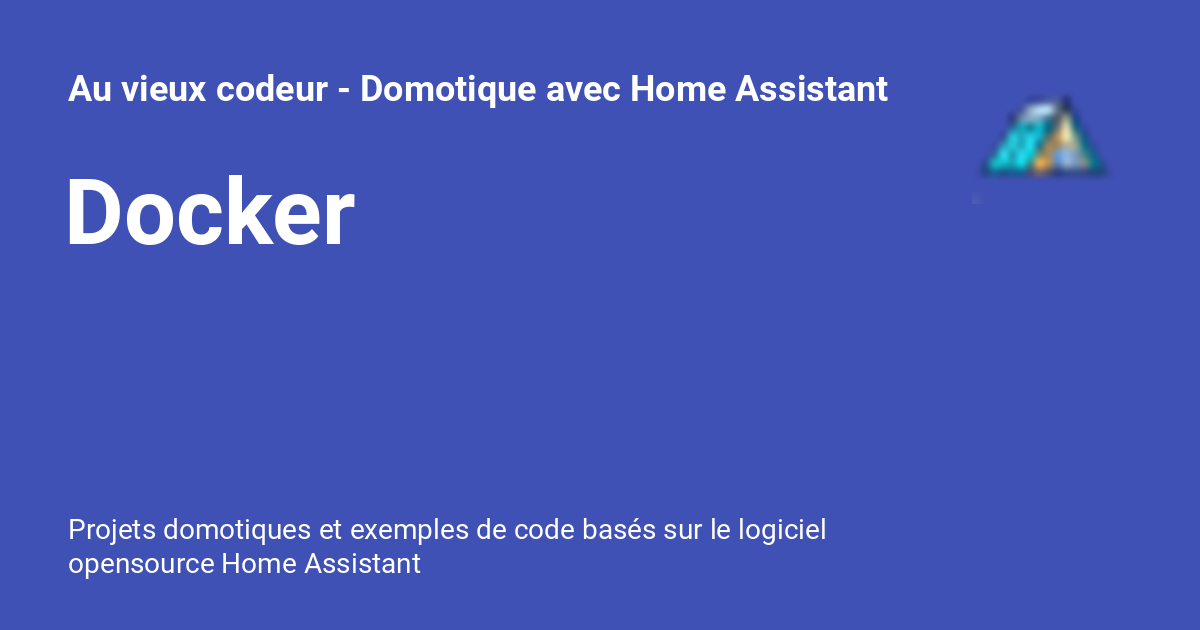 Au vieux codeur - Domotique avec Home Assistant
Docker
Projets domotiques et exemples de code basés sur le logiciel
opensource Home Assistant